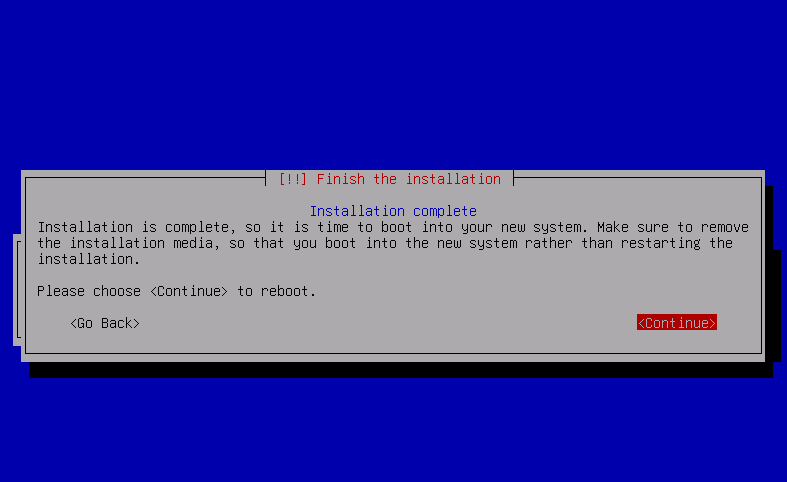 [!!] Finish the installation
Installation complete
Installation is complete, so it is time to boot into your new system. Make sure to remove
the installation media, so that you boot into the new system rather than restarting the
installation.
Please choose <Continue> to reboot.
<Go Back>
<Continue>